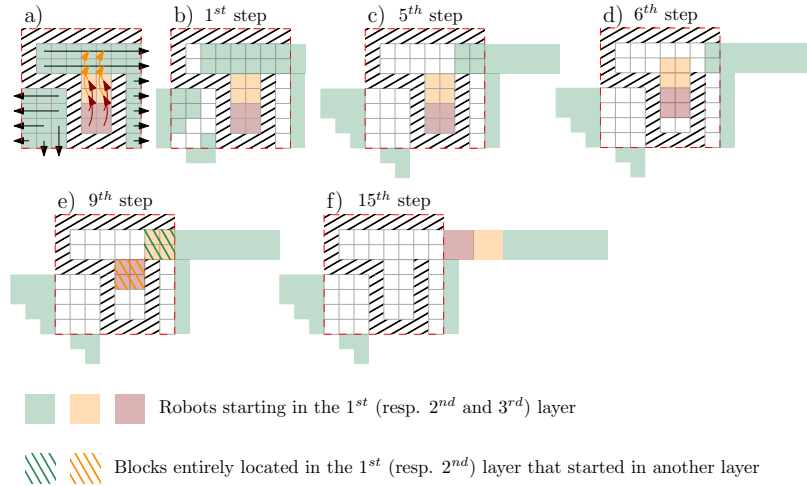 a) b) 1st step c) 5th step d) 6th step
e) 9th step f) 15th step
Robots starting in the 1st (resp. 2nd and 3rd) layer
Blocks entirely located in the 1st (resp. 2nd) layer that started in another layer